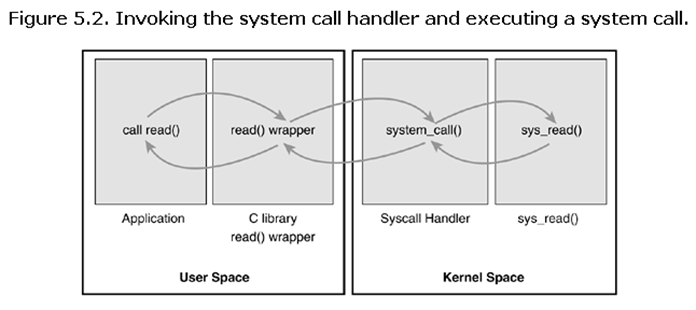 Figure 5.2. Invoking the system call handler and executing a system call.
call read()
read() wrapper
system_call()
sys_read()
Application
C library
read() wrapper
Syscall Handler
sys_read()
User Space
Kernel Space